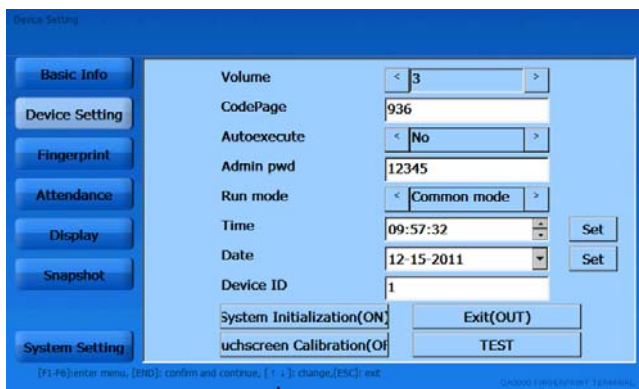 Device Setting
Basic Info
Device Setting
Fingerprint
Attendance
Display
Snapshot
System Setting
Volume < 3 >
CodePage 936
Autoexecute < No >
Admin pwd 12345
Run mode < Common mode >
Time 09:57:32 Set
Date 12-15-2011 Set
Device ID 1
System Initialization(ON) Exit(OUT)
uchscreen Calibration(OF TEST
[F1-F6]:enter menu, [END]: confirm and continue, [ ↑ ↓ ]: change,[ESC]: exit
FINGERPRINT TERMINAL